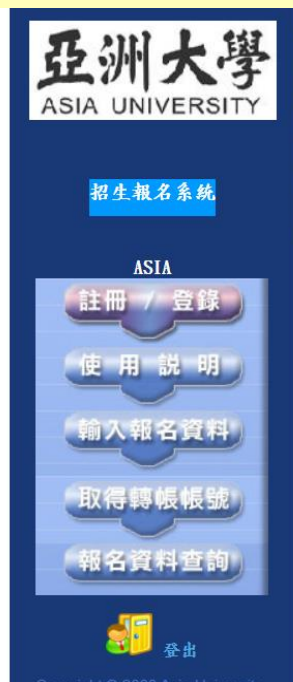 亞洲大學
ASIA UNIVERSITY
招生報名系統
ASIA
註冊 / 登錄
使用說明
輸入報名資料
取得轉帳帳號
報名資料查詢
登出